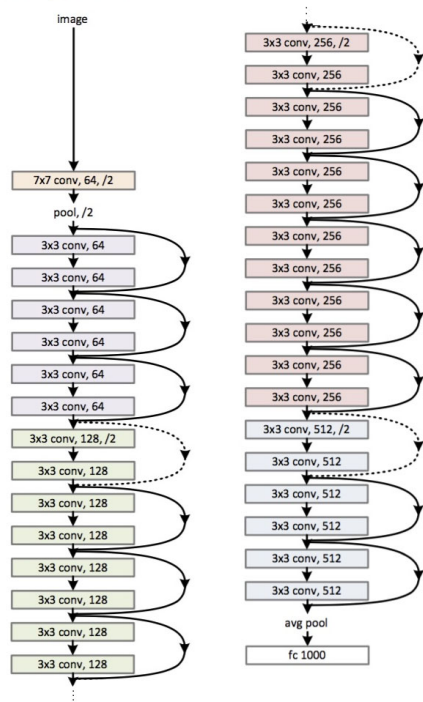 image
7x7 conv, 64, /2
pool, /2
3x3 conv, 64
3x3 conv, 64
3x3 conv, 64
3x3 conv, 64
3x3 conv, 64
3x3 conv, 64
3x3 conv, 128, /2
3x3 conv, 128
3x3 conv, 128
3x3 conv, 128
3x3 conv, 128
3x3 conv, 128
3x3 conv, 128
3x3 conv, 128
3x3 conv, 256, /2
3x3 conv, 256
3x3 conv, 256
3x3 conv, 256
3x3 conv, 256
3x3 conv, 256
3x3 conv, 256
3x3 conv, 256
3x3 conv, 256
3x3 conv, 256
3x3 conv, 256
3x3 conv, 256
3x3 conv, 512, /2
3x3 conv, 512
3x3 conv, 512
3x3 conv, 512
3x3 conv, 512
3x3 conv, 512
avg pool
fc 1000